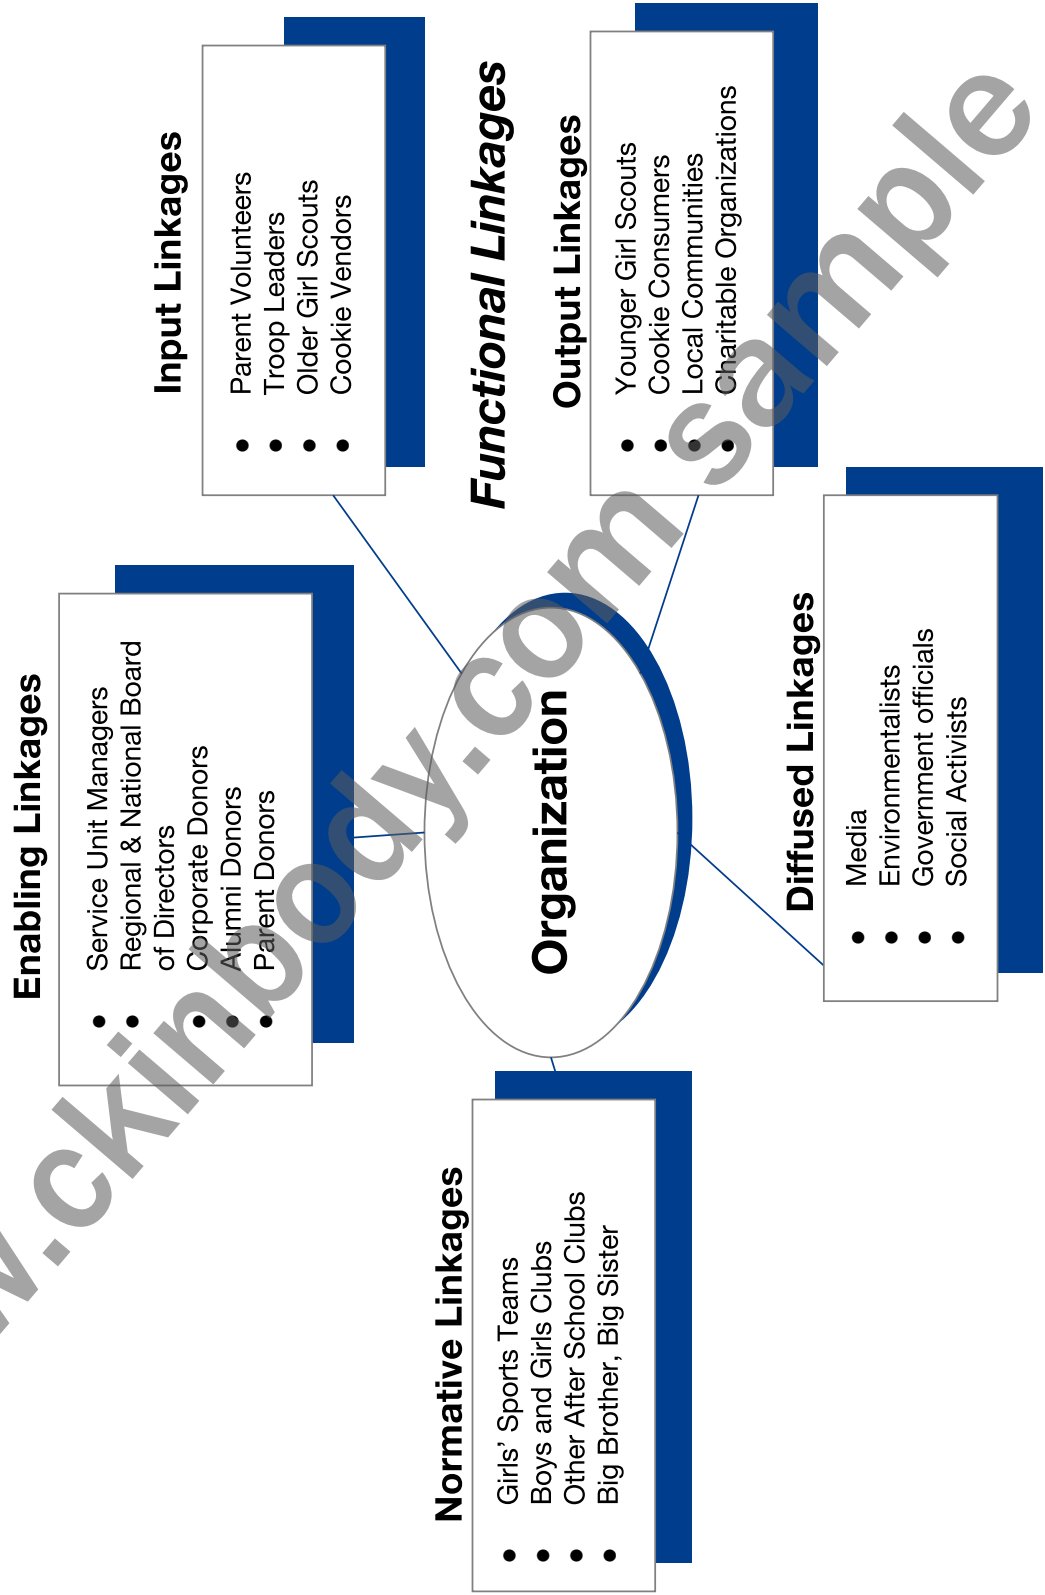 Enabling Linkages
Service Unit Managers
Regional & National Board
of Directors
Corporate Donors
Alumni Donors
Parent Donors
Input Linkages
Parent Volunteers
Troop Leaders
Older Girl Scouts
Cookie Vendors
Normative Linkages
Girls’ Sports Teams
Boys and Girls Clubs
Other After School Clubs
Big Brother, Big Sister
Organization
Functional Linkages
Output Linkages
Younger Girl Scouts
Cookie Consumers
Local Communities
Charitable Organizations
Diffused Linkages
Media
Environmentalists
Government officials
Social Activists
w.ckinbody.com sample